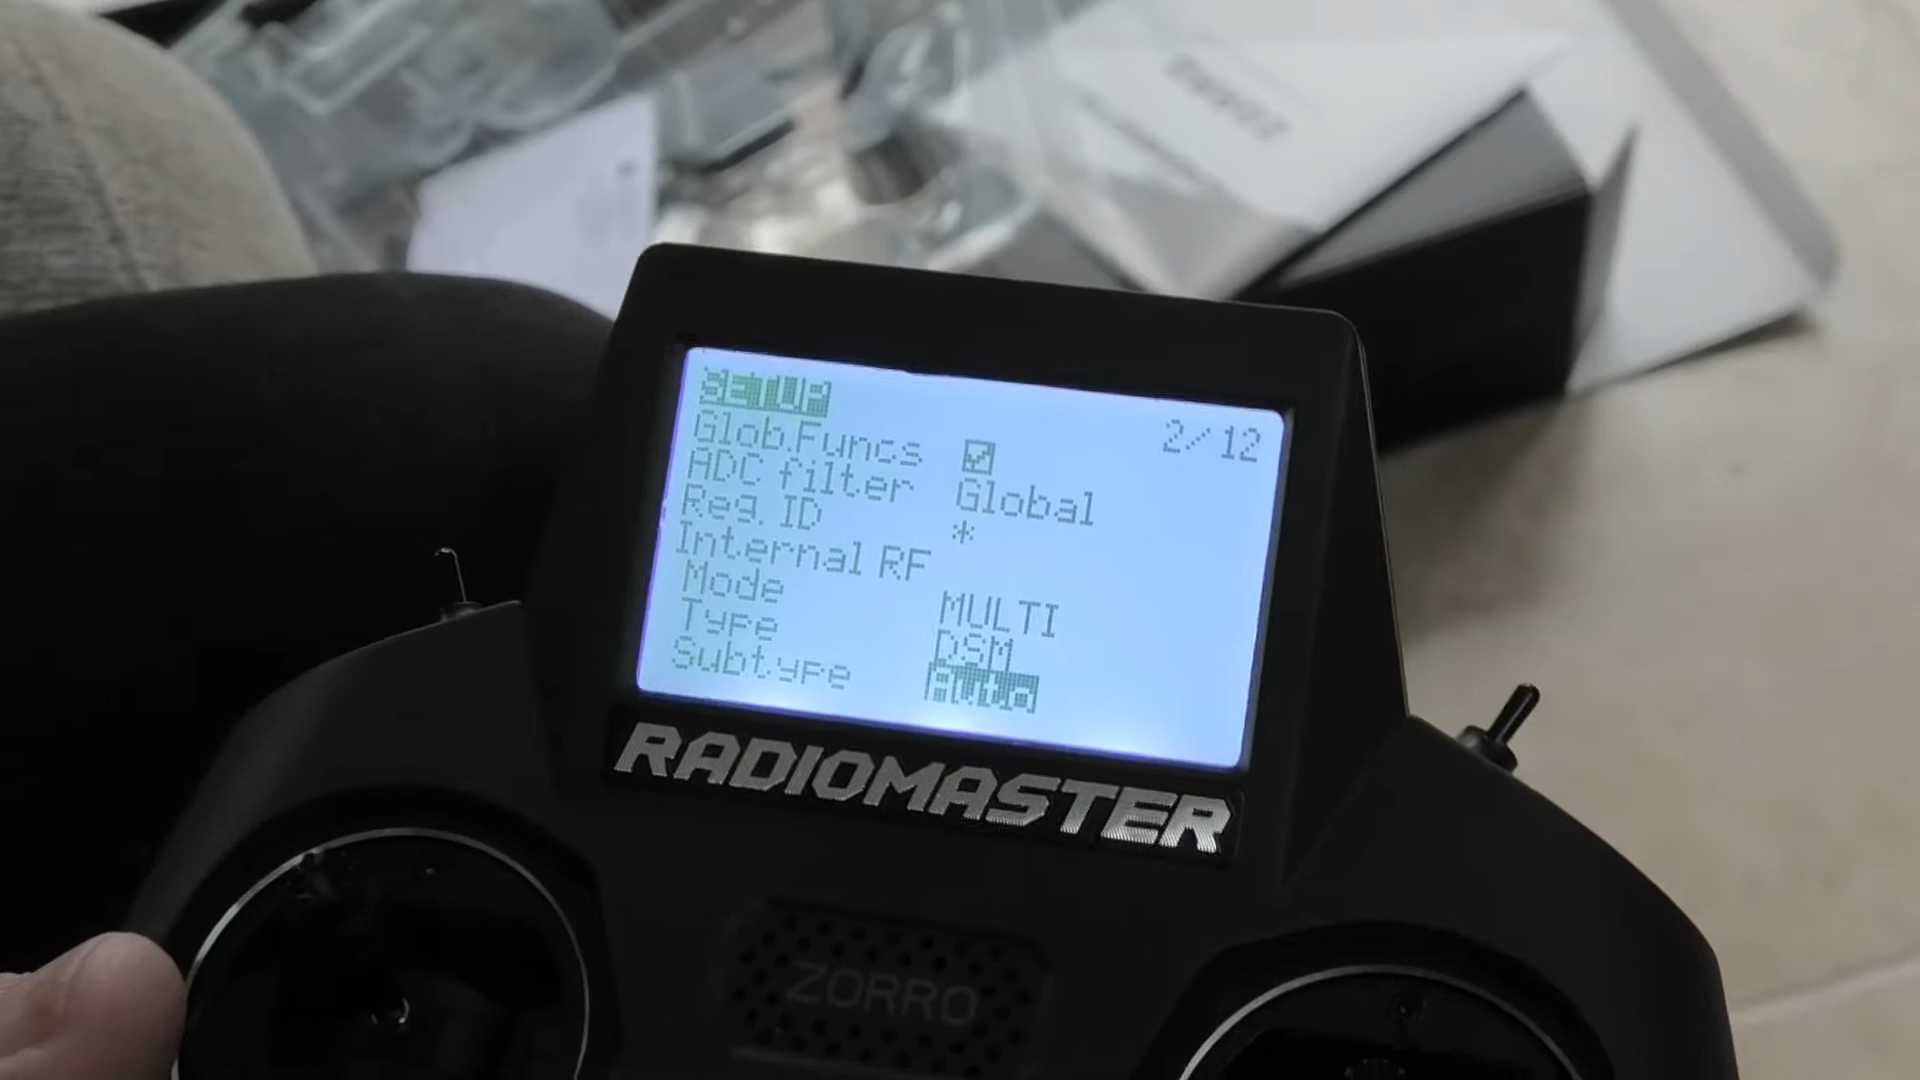 SETUP 2/12
Glob.Funcs
ADC filter Global
Reg. ID *
Internal RF
Mode MULTI
Type DSM
Subtype Auto
RADIOMASTER
ZORRO